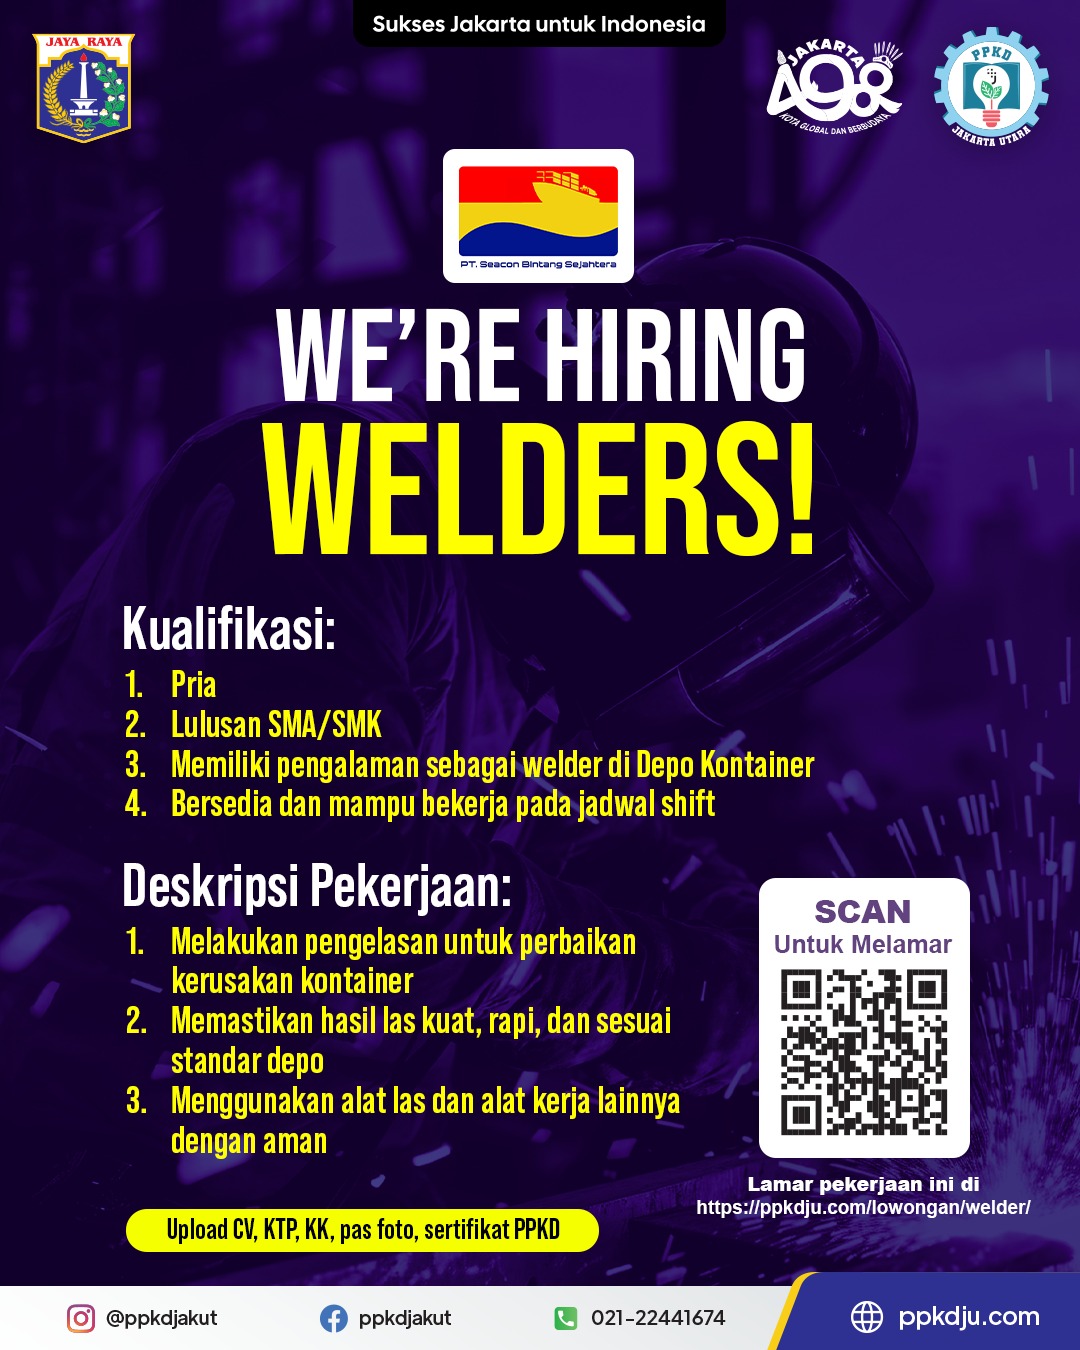 Sukses Jakarta untuk Indonesia
JAYA RAYA
JAKARTA
498
KOTA GLOBAL DAN BERBUDAYA
PPKD
JAKARTA UTARA
PT. Seacon Bintang Sejahtera
WE'RE HIRING
WELDERS!
Kualifikasi:
1. Pria
2. Lulusan SMA/SMK
3. Memiliki pengalaman sebagai welder di Depo Kontainer
4. Bersedia dan mampu bekerja pada jadwal shift
Deskripsi Pekerjaan:
1. Melakukan pengelasan untuk perbaikan
kerusakan kontainer
2. Memastikan hasil las kuat, rapi, dan sesuai
standar depo
3. Menggunakan alat las dan alat kerja lainnya
dengan aman
SCAN
Untuk Melamar
Lamar pekerjaan ini di
https://ppkdju.com/lowongan/welder/
Upload CV, KTP, KK, pas foto, sertifikat PPKD
@ppkdjakut
ppkdjakut
021-22441674
ppkdju.com